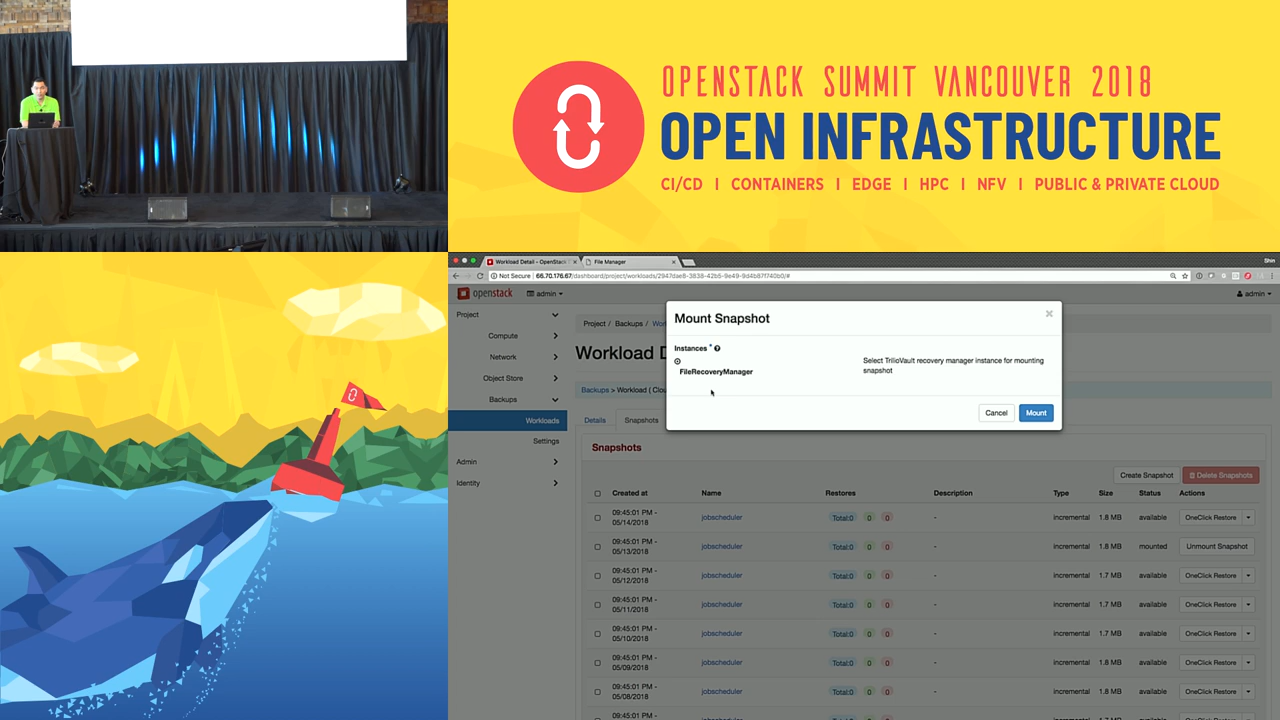 OPENSTACK SUMMIT VANCOUVER 2018
OPEN INFRASTRUCTURE
CI/CD I CONTAINERS I EDGE I HPC I NFV I PUBLIC & PRIVATE CLOUD
Workload Detail - OpenStack
File Manager
Shin
Not Secure | 66.70.176.67/dashboard/project/workloads/2947dae8-3838-42b5-9e49-9d4b87f740b0/#
openstack admin
admin
Project
Compute
Network
Object Store
Backups
Workloads
Settings
Admin
Identity
Project / Backups / Wor
Workload D
Backups > Workload ( Clou
Details Snapshots
Mount Snapshot
Instances *
FileRecoveryManager
Select TrilioVault recovery manager instance for mounting
snapshot
Cancel Mount
Snapshots
Create Snapshot Delete Snapshots
Created at Name Restores Description Type Size Status Actions
09:45:01 PM -
05/14/2018 jobscheduler Total:0 0 0 - incremental 1.8 MB available OneClick Restore
09:45:01 PM -
05/13/2018 jobscheduler Total:0 0 0 - incremental 1.8 MB mounted Unmount Snapshot
09:45:01 PM -
05/12/2018 jobscheduler Total:0 0 0 - incremental 1.7 MB available OneClick Restore
09:45:01 PM -
05/11/2018 jobscheduler Total:0 0 0 - incremental 1.7 MB available OneClick Restore
09:45:01 PM -
05/10/2018 jobscheduler Total:0 0 0 - incremental 1.7 MB available OneClick Restore
09:45:01 PM -
05/09/2018 jobscheduler Total:0 0 0 - incremental 1.8 MB available OneClick Restore
09:45:01 PM -
05/08/2018 jobscheduler Total:0 0 0 - incremental 1.8 MB available OneClick Restore
09:45:01 PM -